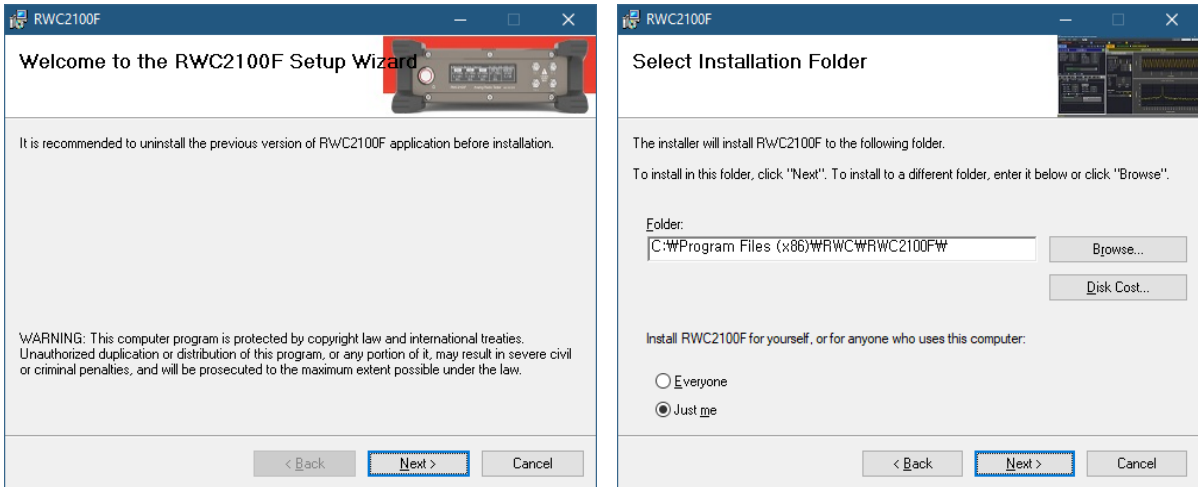 RWC2100F
Welcome to the RWC2100F Setup Wizard
It is recommended to uninstall the previous version of RWC2100F application before installation.
WARNING: This computer program is protected by copyright law and international treaties.
Unauthorized duplication or distribution of this program, or any portion of it, may result in severe civil
or criminal penalties, and will be prosecuted to the maximum extent possible under the law.
< Back
Next >
Cancel
RWC2100F
Select Installation Folder
The installer will install RWC2100F to the following folder.
To install in this folder, click "Next". To install to a different folder, enter it below or click "Browse".
Folder:
C:₩Program Files (x86)₩RWC₩RWC2100F₩
Browse...
Disk Cost...
Install RWC2100F for yourself, or for anyone who uses this computer:
Everyone
Just me
< Back
Next >
Cancel